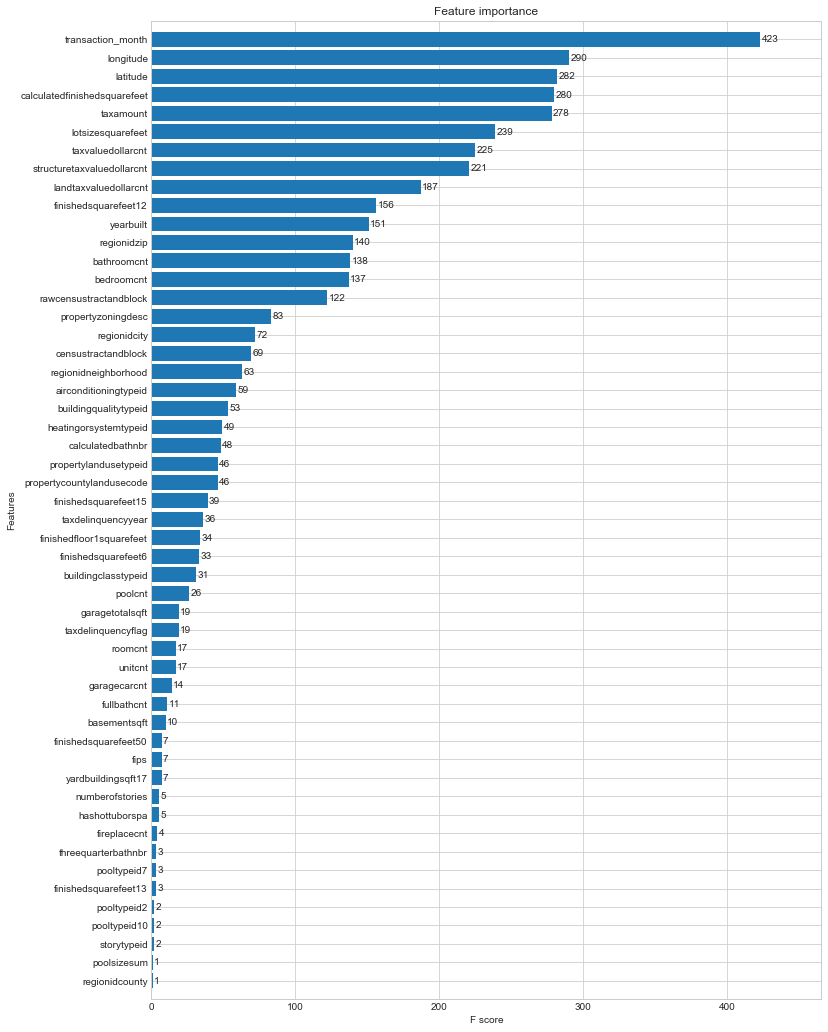 Feature importance
transaction_month 423
longitude 290
latitude 282
calculatedfinishedsquarefeet 280
taxamount 278
lotsizesquarefeet 239
taxvaluedollarcnt 225
structuretaxvaluedollarcnt 221
landtaxvaluedollarcnt 187
finishedsquarefeet12 156
yearbuilt 151
regionidzip 140
bathroomcnt 138
bedroomcnt 137
rawcensustractandblock 122
propertyzoningdesc 83
regionidcity 72
censustractandblock 69
regionidneighborhood 63
airconditioningtypeid 59
buildingqualitytypeid 53
heatingorsystemtypeid 49
calculatedbathnbr 48
propertylandusetypeid 46
propertycountylandusecode 46
finishedsquarefeet15 39
taxdelinquencyyear 36
finishedfloor1squarefeet 34
finishedsquarefeet6 33
buildingclasstypeid 31
poolcnt 26
garagetotalsqft 19
taxdelinquencyflag 19
roomcnt 17
unitcnt 17
garagecarcnt 14
fullbathcnt 11
basementsqft 10
finishedsquarefeet50 7
fips 7
yardbuildingsqft17 7
numberofstories 5
hashottuborspa 5
fireplacecnt 4
threequarterbathnbr 3
pooltypeid7 3
finishedsquarefeet13 3
pooltypeid2 2
pooltypeid10 2
storytypeid 2
poolsizesum 1
regionidcounty 1
Features
0 100 200 300 400
F score